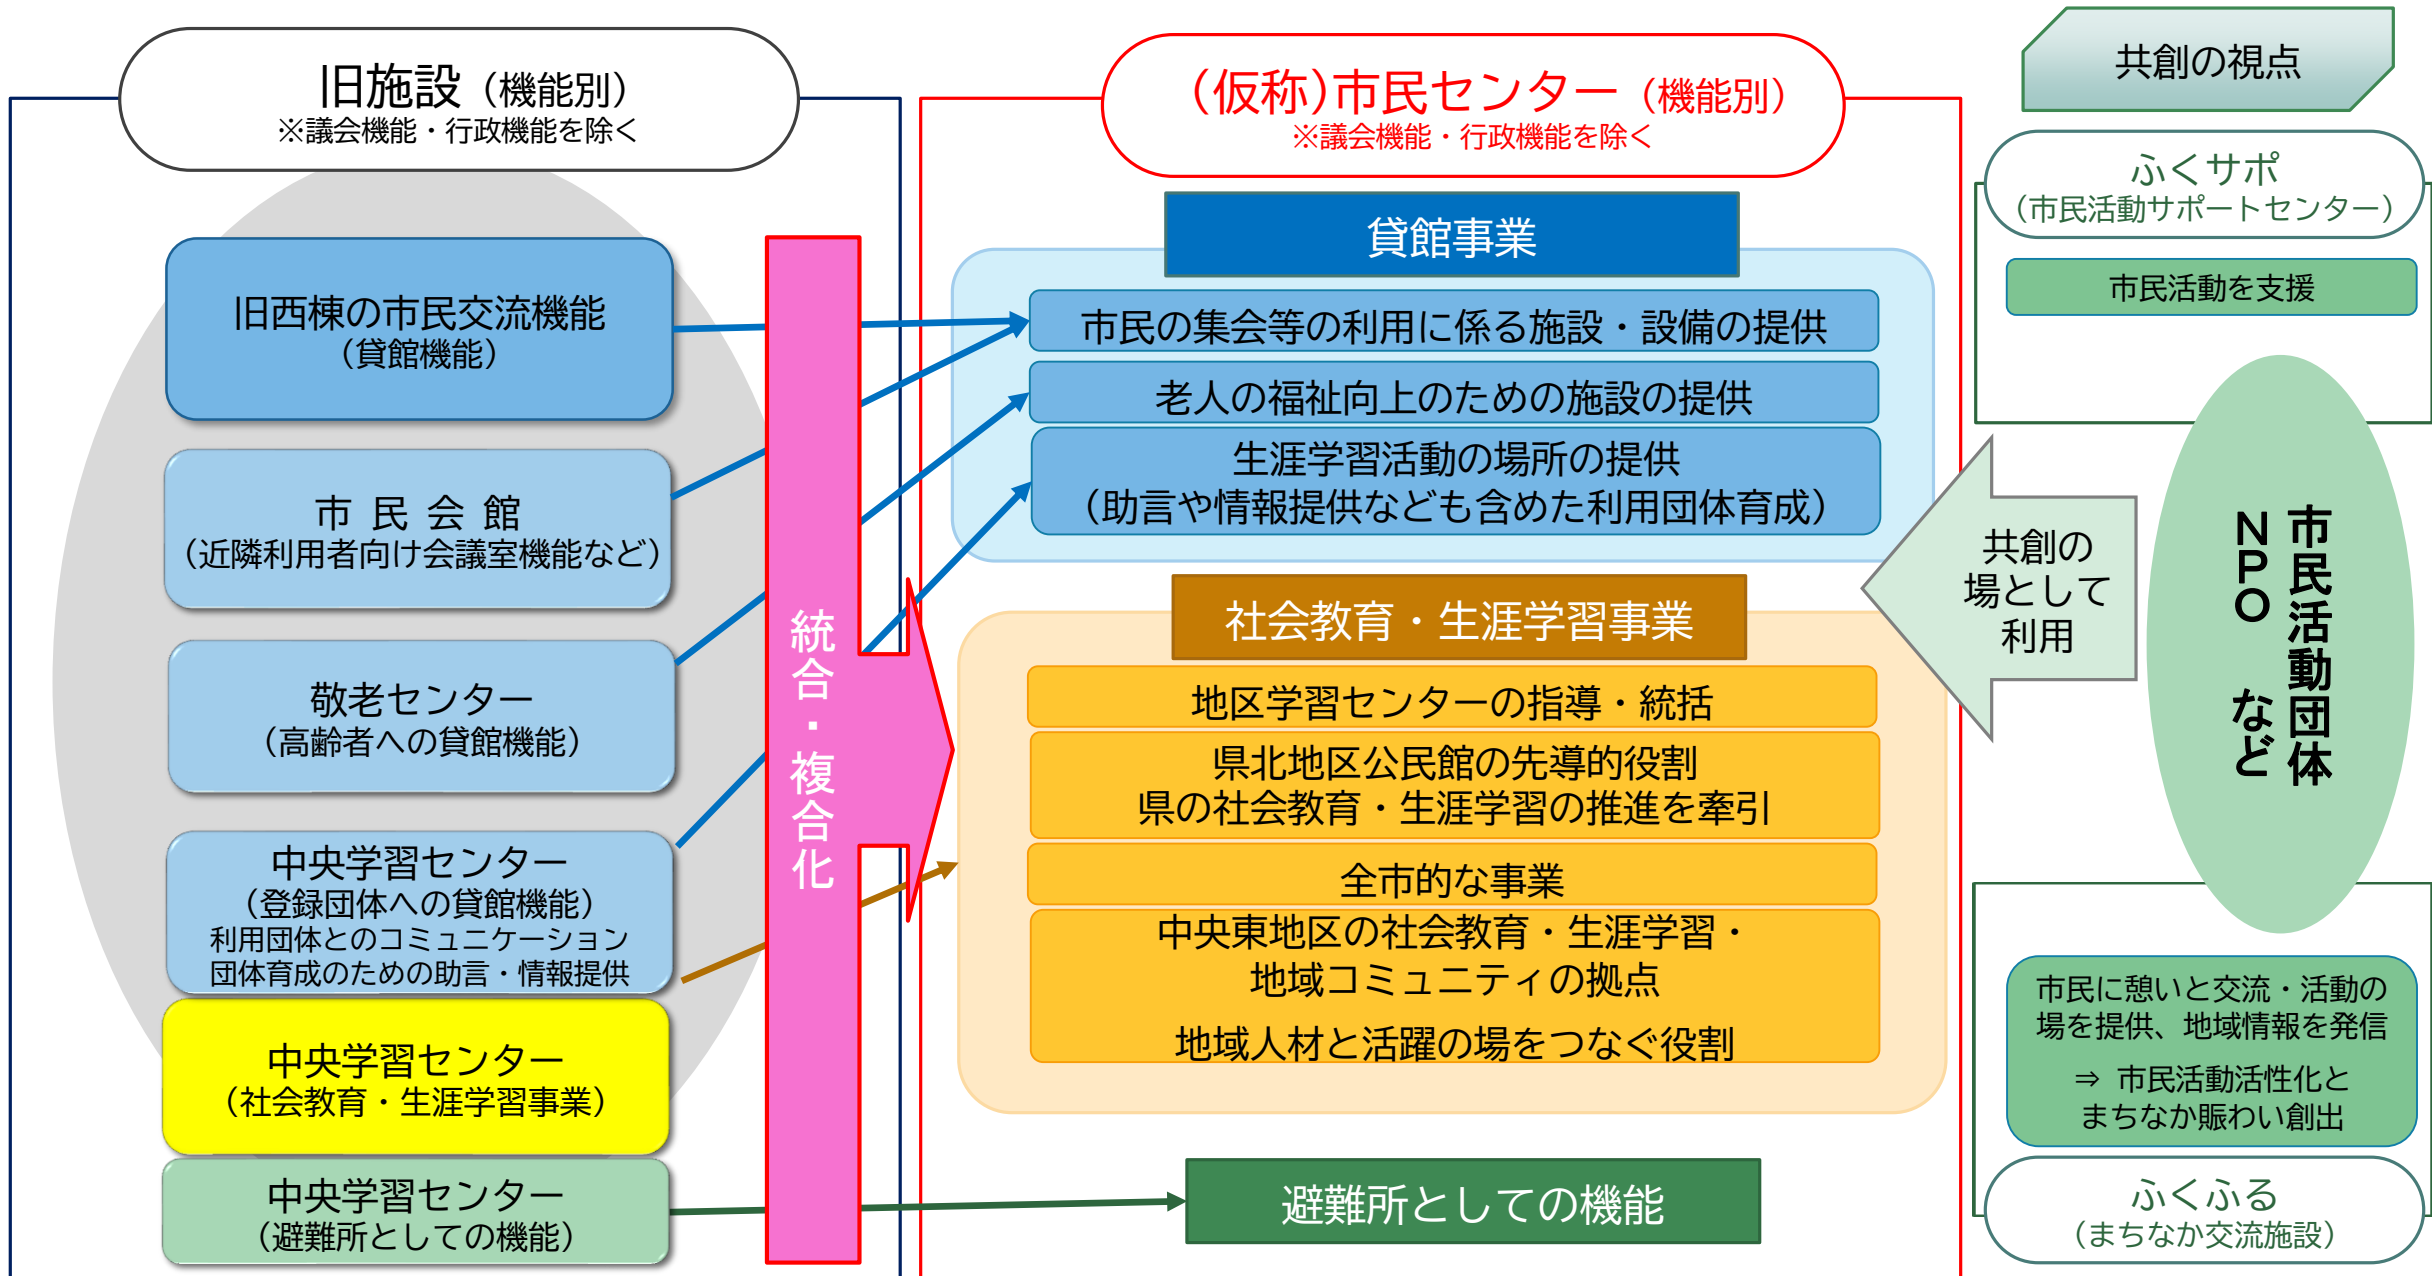 旧施設（機能別）
※議会機能・行政機能を除く
旧西棟の市民交流機能
（貸館機能）
市民会館
（近隣利用者向け会議室機能など）
敬老センター
（高齢者への貸館機能）
中央学習センター
（登録団体への貸館機能）
利用団体とのコミュニケーション
団体育成のための助言・情報提供
中央学習センター
（社会教育・生涯学習事業）
中央学習センター
（避難所としての機能）
統合・複合化
（仮称）市民センター（機能別）
※議会機能・行政機能を除く
貸館事業
市民の集会等の利用に係る施設・設備の提供
老人の福祉向上のための施設の提供
生涯学習活動の場所の提供
（助言や情報提供なども含めた利用団体育成）
社会教育・生涯学習事業
地区学習センターの指導・統括
県北地区公民館の先導的役割
県の社会教育・生涯学習の推進を牽引
全市的な事業
中央東地区の社会教育・生涯学習・
地域コミュニティの拠点
地域人材と活躍の場をつなぐ役割
避難所としての機能
共創の視点
ふくサポ
（市民活動サポートセンター）
市民活動を支援
共創の
場として
利用
市民活動団体
ＮＰＯ　など
市民に憩いと交流・活動の
場を提供、地域情報を発信
⇒ 市民活動活性化と
まちなか賑わい創出
ふくふる
（まちなか交流施設）